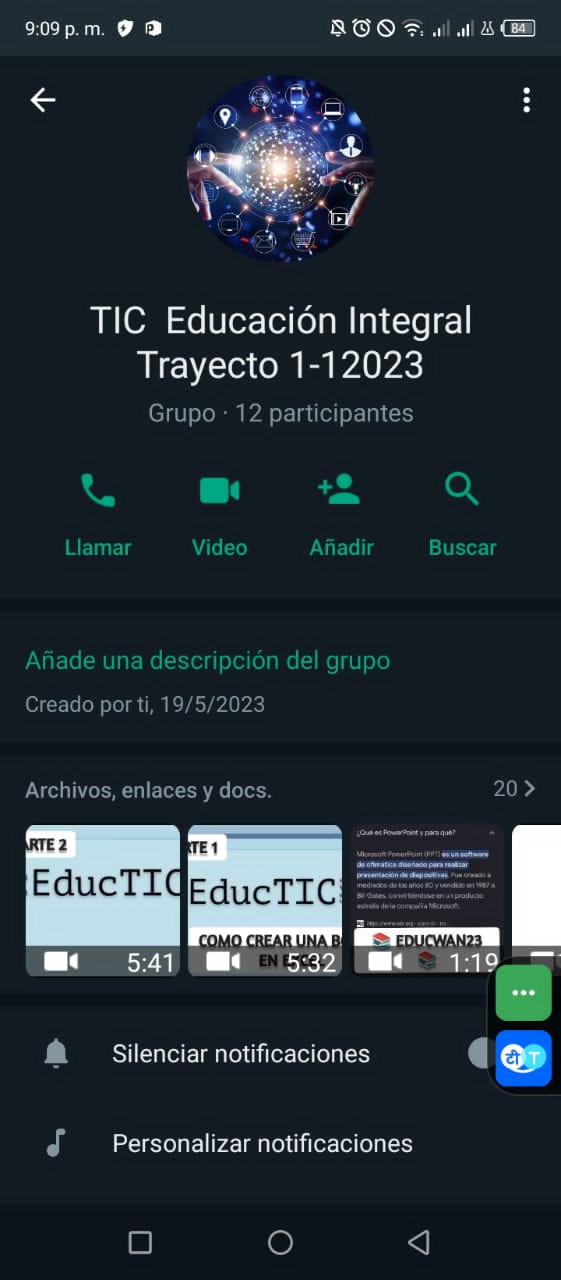 9:09 p. m.
84
TIC Educación Integral
Trayecto 1-12023
Grupo · 12 participantes
Llamar
Video
Añadir
Buscar
Añade una descripción del grupo
Creado por ti, 19/5/2023
Archivos, enlaces y docs.
20
ARTE 2
EducTIC
5:41
RTE 1
EducTIC
COMO CREAR UNA B
EN EXCEL
5:32
¿Qué es PowerPoint y para qué?
Microsoft PowerPoint (PPT) es un software
de ofimática diseñado para realizar
presentación de diapositivas. Fue creado a
mediados de los años 80 y vendido en 1987 a
Bill Gates, convirtiéndose en un producto
estrella de la compañía Microsoft.
EDUCWAN23
1:19
Silenciar notificaciones
टी T
Personalizar notificaciones